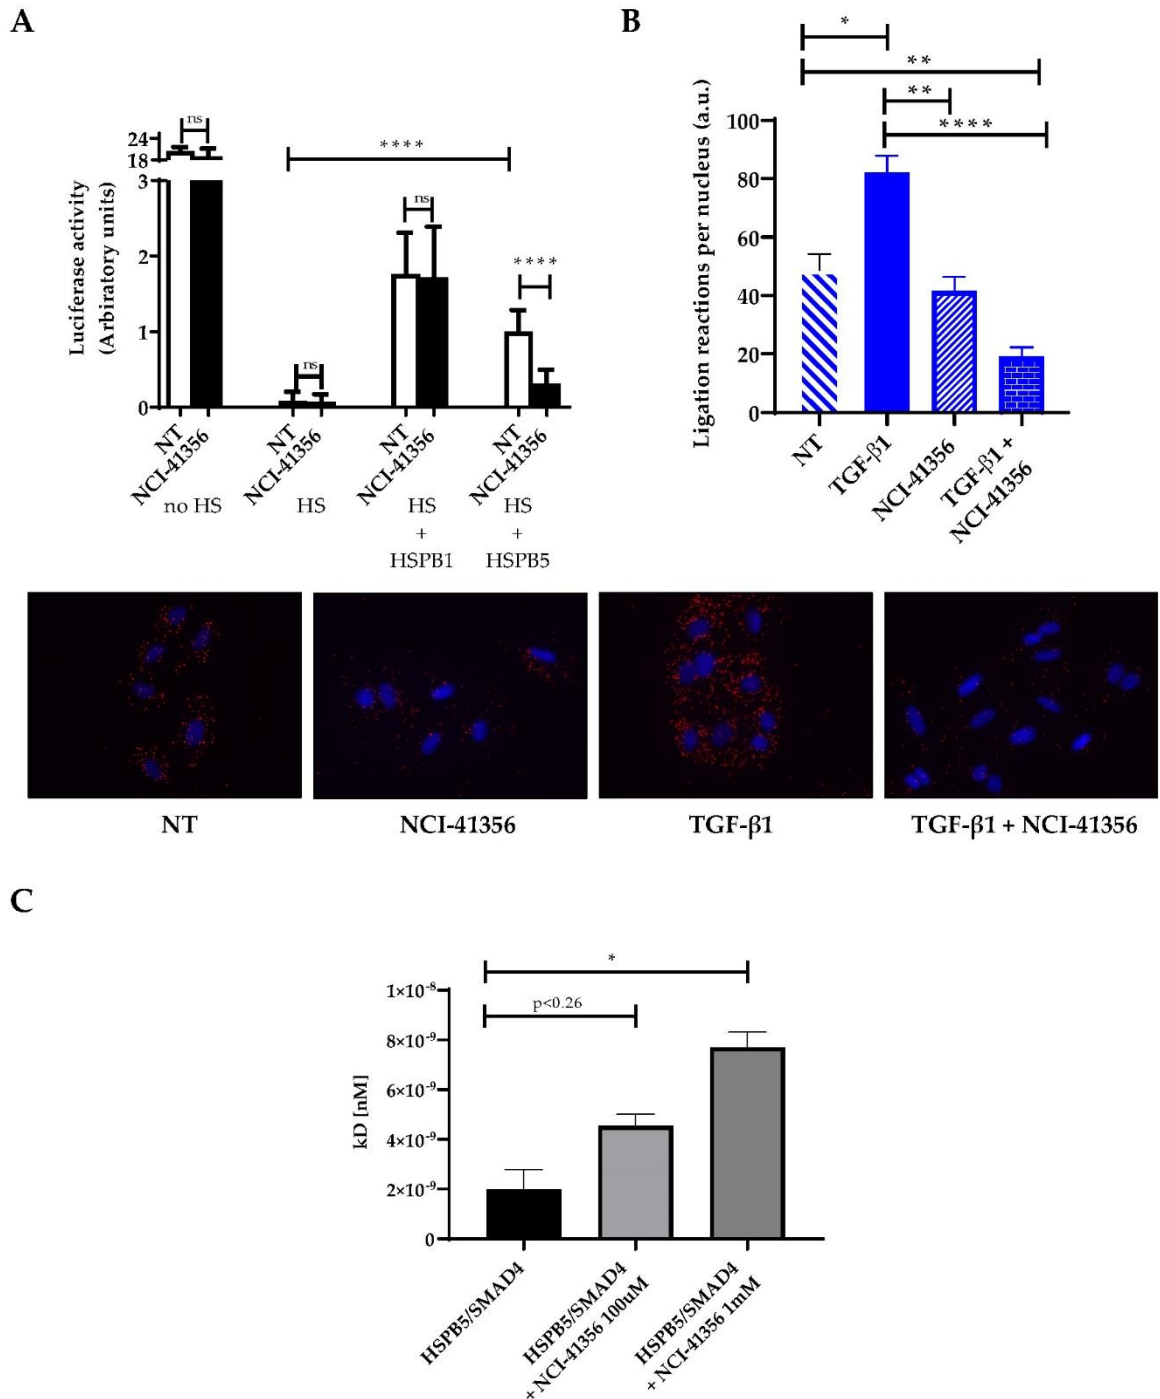 A
ns
24
18
3
2
1
0
Luciferase activity
(Arbiratory units)
****
ns
ns
****
NT
NCI-41356
NT
NCI-41356
NT
NCI-41356
NT
NCI-41356
no HS
HS
HS
+
HSPB1
HS
+
HSPB5
B
*
**
**
****
100
80
60
40
20
0
Ligation reactions per nucleus (a.u.)
NT
TGF-β1
NCI-41356
TGF-β1 +
NCI-41356
NT
NCI-41356
TGF-β1
TGF-β1 + NCI-41356
C
*
p<0.26
1×10⁻⁸
8×10⁻⁹
6×10⁻⁹
4×10⁻⁹
2×10⁻⁹
0
kD [nM]
HSPB5/SMAD4
HSPB5/SMAD4
+ NCI-41356 100uM
HSPB5/SMAD4
+ NCI-41356 1mM